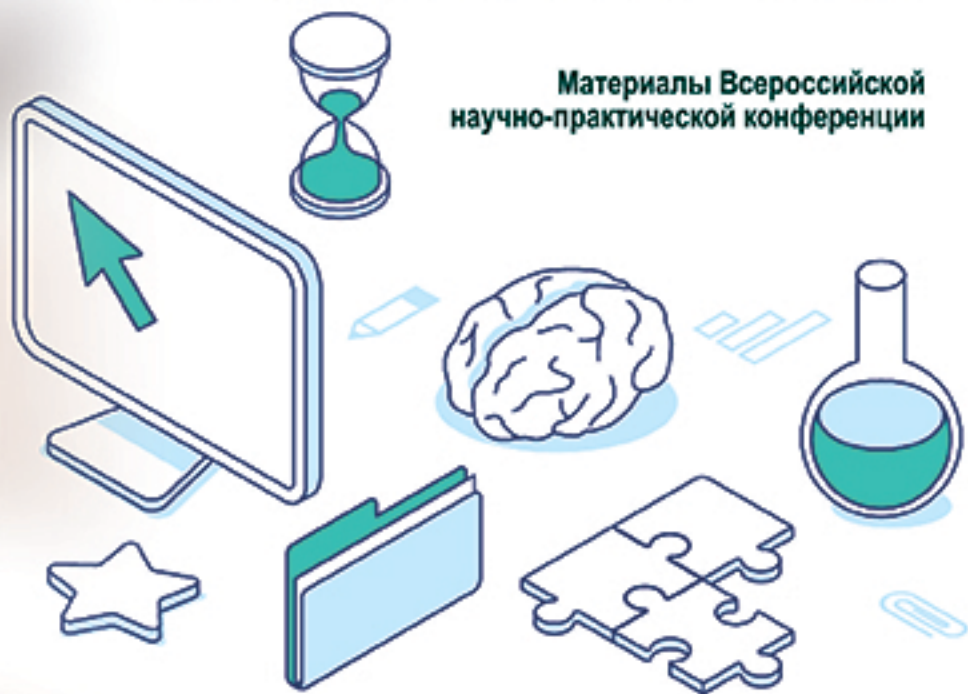 Материалы Всероссийской
научно-практической конференции